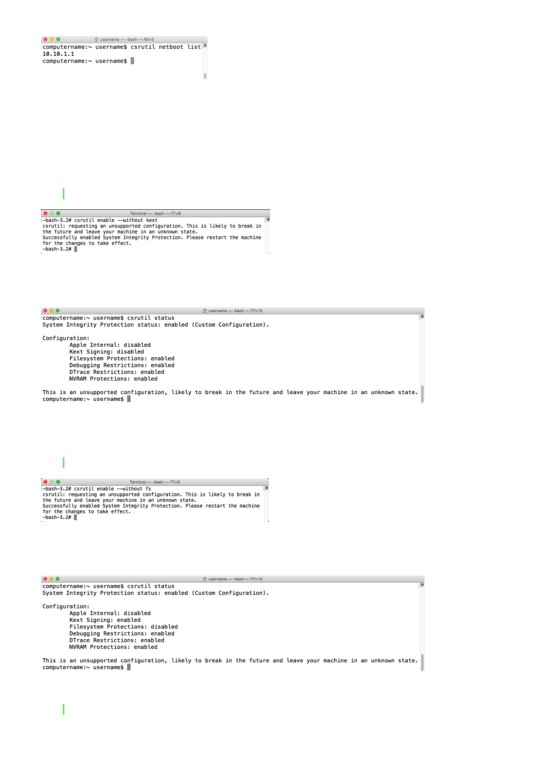 username — -bash — 45×6
computername:~ username$ csrutil netboot list
10.10.1.1
computername:~ username$
Terminal — -bash — 77×6
-bash-3.2# csrutil enable --without kext
csrutil: requesting an unsupported configuration. This is likely to break in
the future and leave your machine in an unknown state.
Successfully enabled System Integrity Protection. Please restart the machine
for the changes to take effect.
-bash-3.2#
username — -bash — 111×15
computername:~ username$ csrutil status
System Integrity Protection status: enabled (Custom Configuration).
Configuration:
Apple Internal: disabled
Kext Signing: disabled
Filesystem Protections: enabled
Debugging Restrictions: enabled
DTrace Restrictions: enabled
NVRAM Protections: enabled
This is an unsupported configuration, likely to break in the future and leave your machine in an unknown state.
computername:~ username$
Terminal — -bash — 77×6
-bash-3.2# csrutil enable --without fs
csrutil: requesting an unsupported configuration. This is likely to break in
the future and leave your machine in an unknown state.
Successfully enabled System Integrity Protection. Please restart the machine
for the changes to take effect.
-bash-3.2#
username — -bash — 111×15
computername:~ username$ csrutil status
System Integrity Protection status: enabled (Custom Configuration).
Configuration:
Apple Internal: disabled
Kext Signing: enabled
Filesystem Protections: disabled
Debugging Restrictions: enabled
DTrace Restrictions: enabled
NVRAM Protections: enabled
This is an unsupported configuration, likely to break in the future and leave your machine in an unknown state.
computername:~ username$